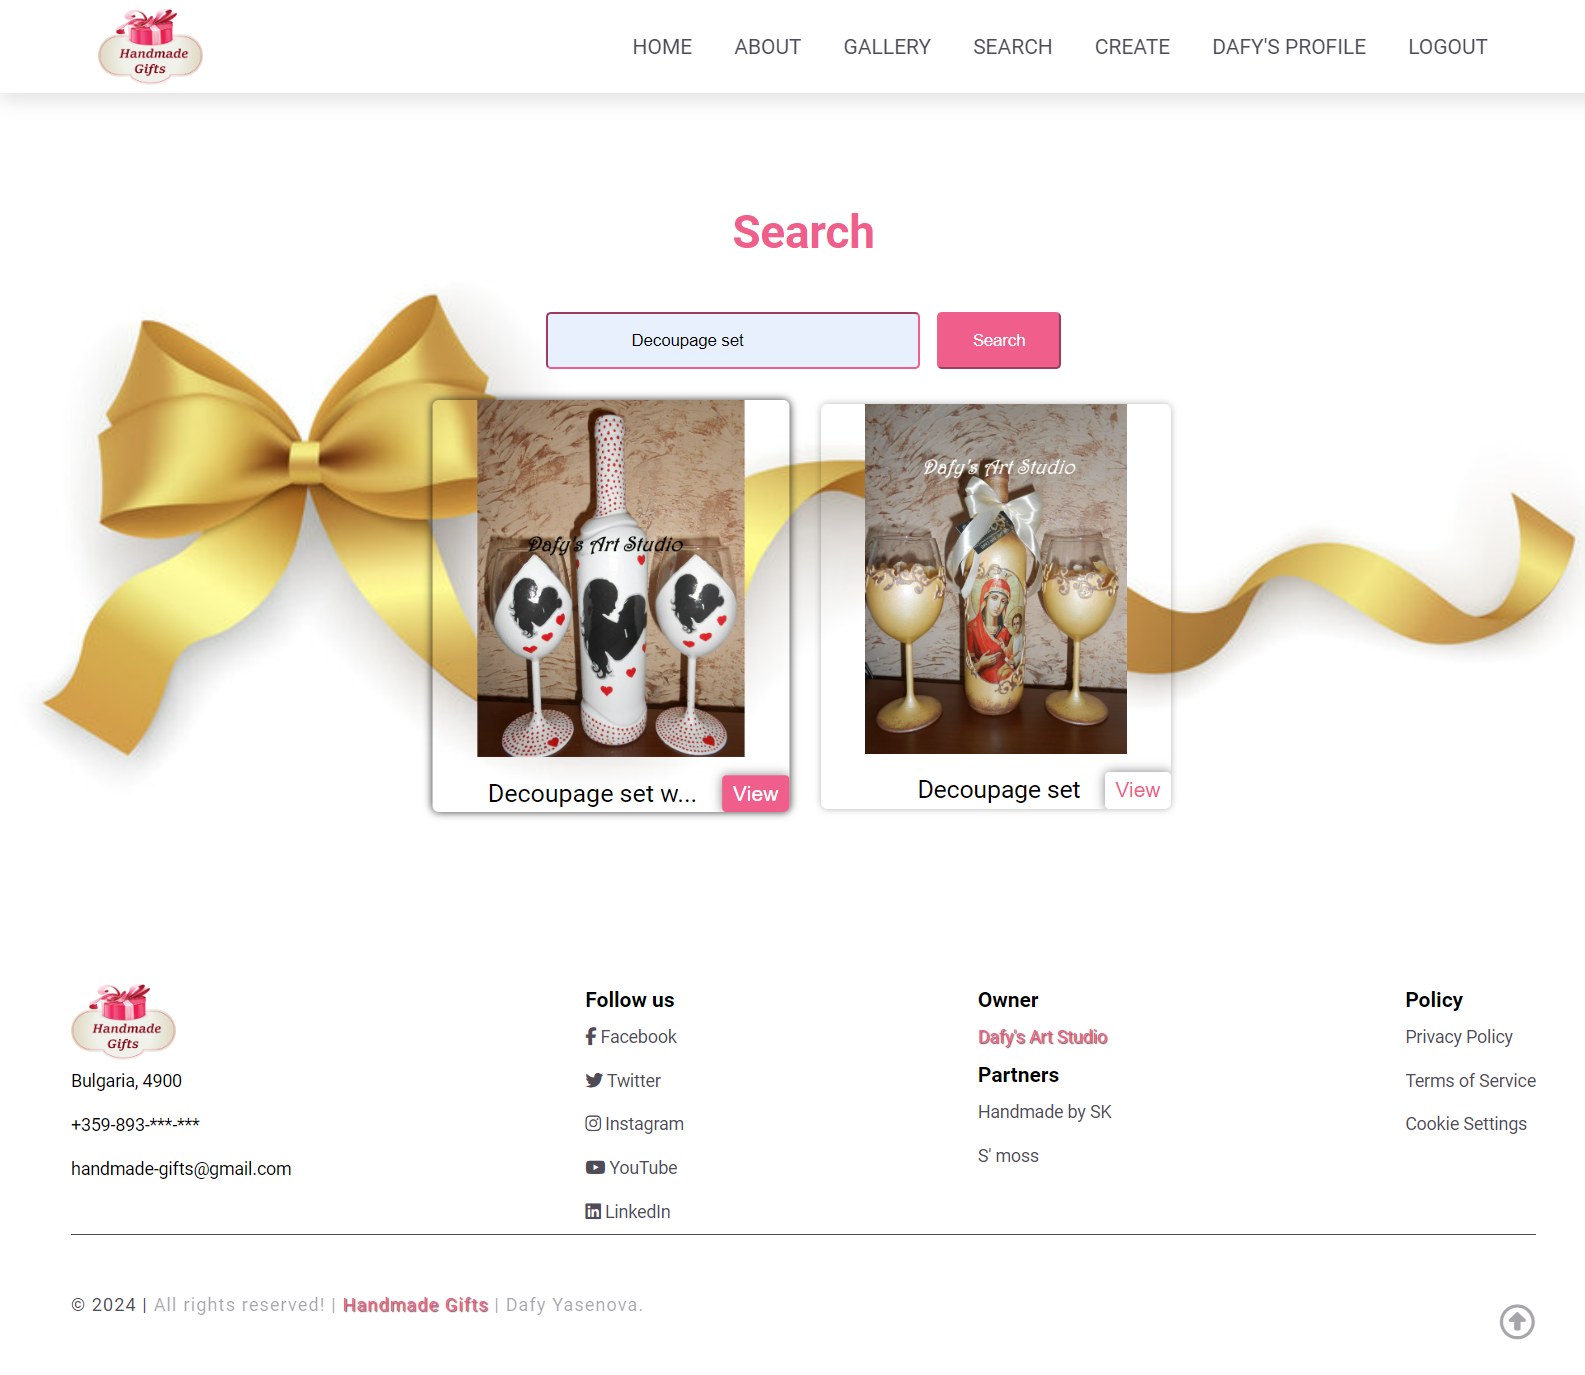 Handmade
Gifts
HOME ABOUT GALLERY SEARCH CREATE DAFY'S PROFILE LOGOUT
Search
Decoupage set Search
Dafy's Art Studio
Decoupage set w... View
Dafy's Art Studio
Decoupage set View
Handmade
Gifts
Bulgaria, 4900
+359-893-***-***
handmade-gifts@gmail.com
Follow us
Facebook
Twitter
Instagram
YouTube
LinkedIn
Owner
Dafy's Art Studio
Partners
Handmade by SK
S' moss
Policy
Privacy Policy
Terms of Service
Cookie Settings
© 2024 | All rights reserved! | Handmade Gifts | Dafy Yasenova.